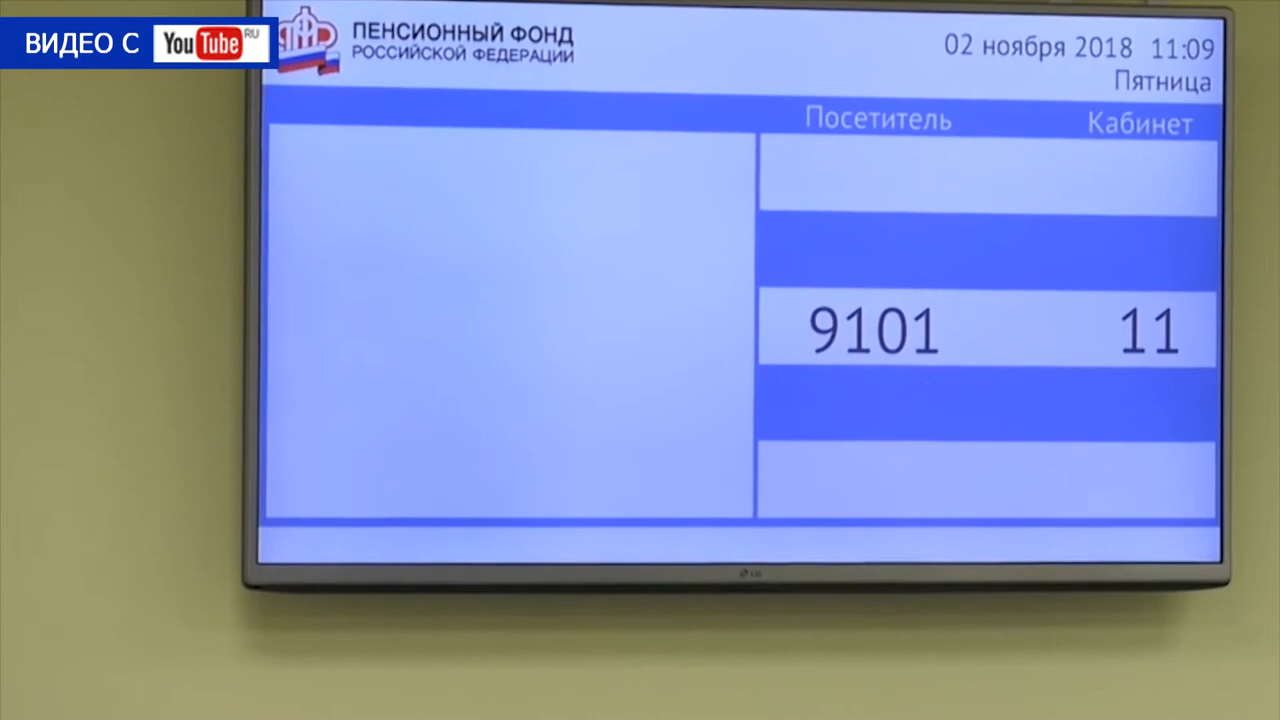 ВИДЕО С YouTube RU
ПЕНСИОННЫЙ ФОНД
РОССИЙСКОЙ ФЕДЕРАЦИИ
02 ноября 2018 11:09
Пятница
Посетитель Кабинет
9101 11
LG